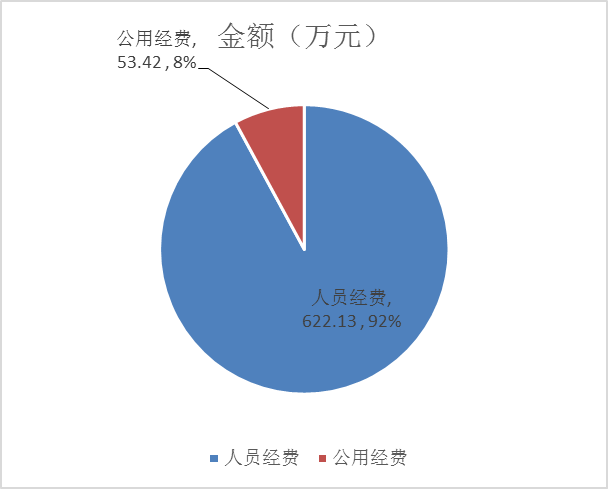 金额（万元）
公用经费,
53.42 , 8%
人员经费,
622.13 , 92%
人员经费
公用经费